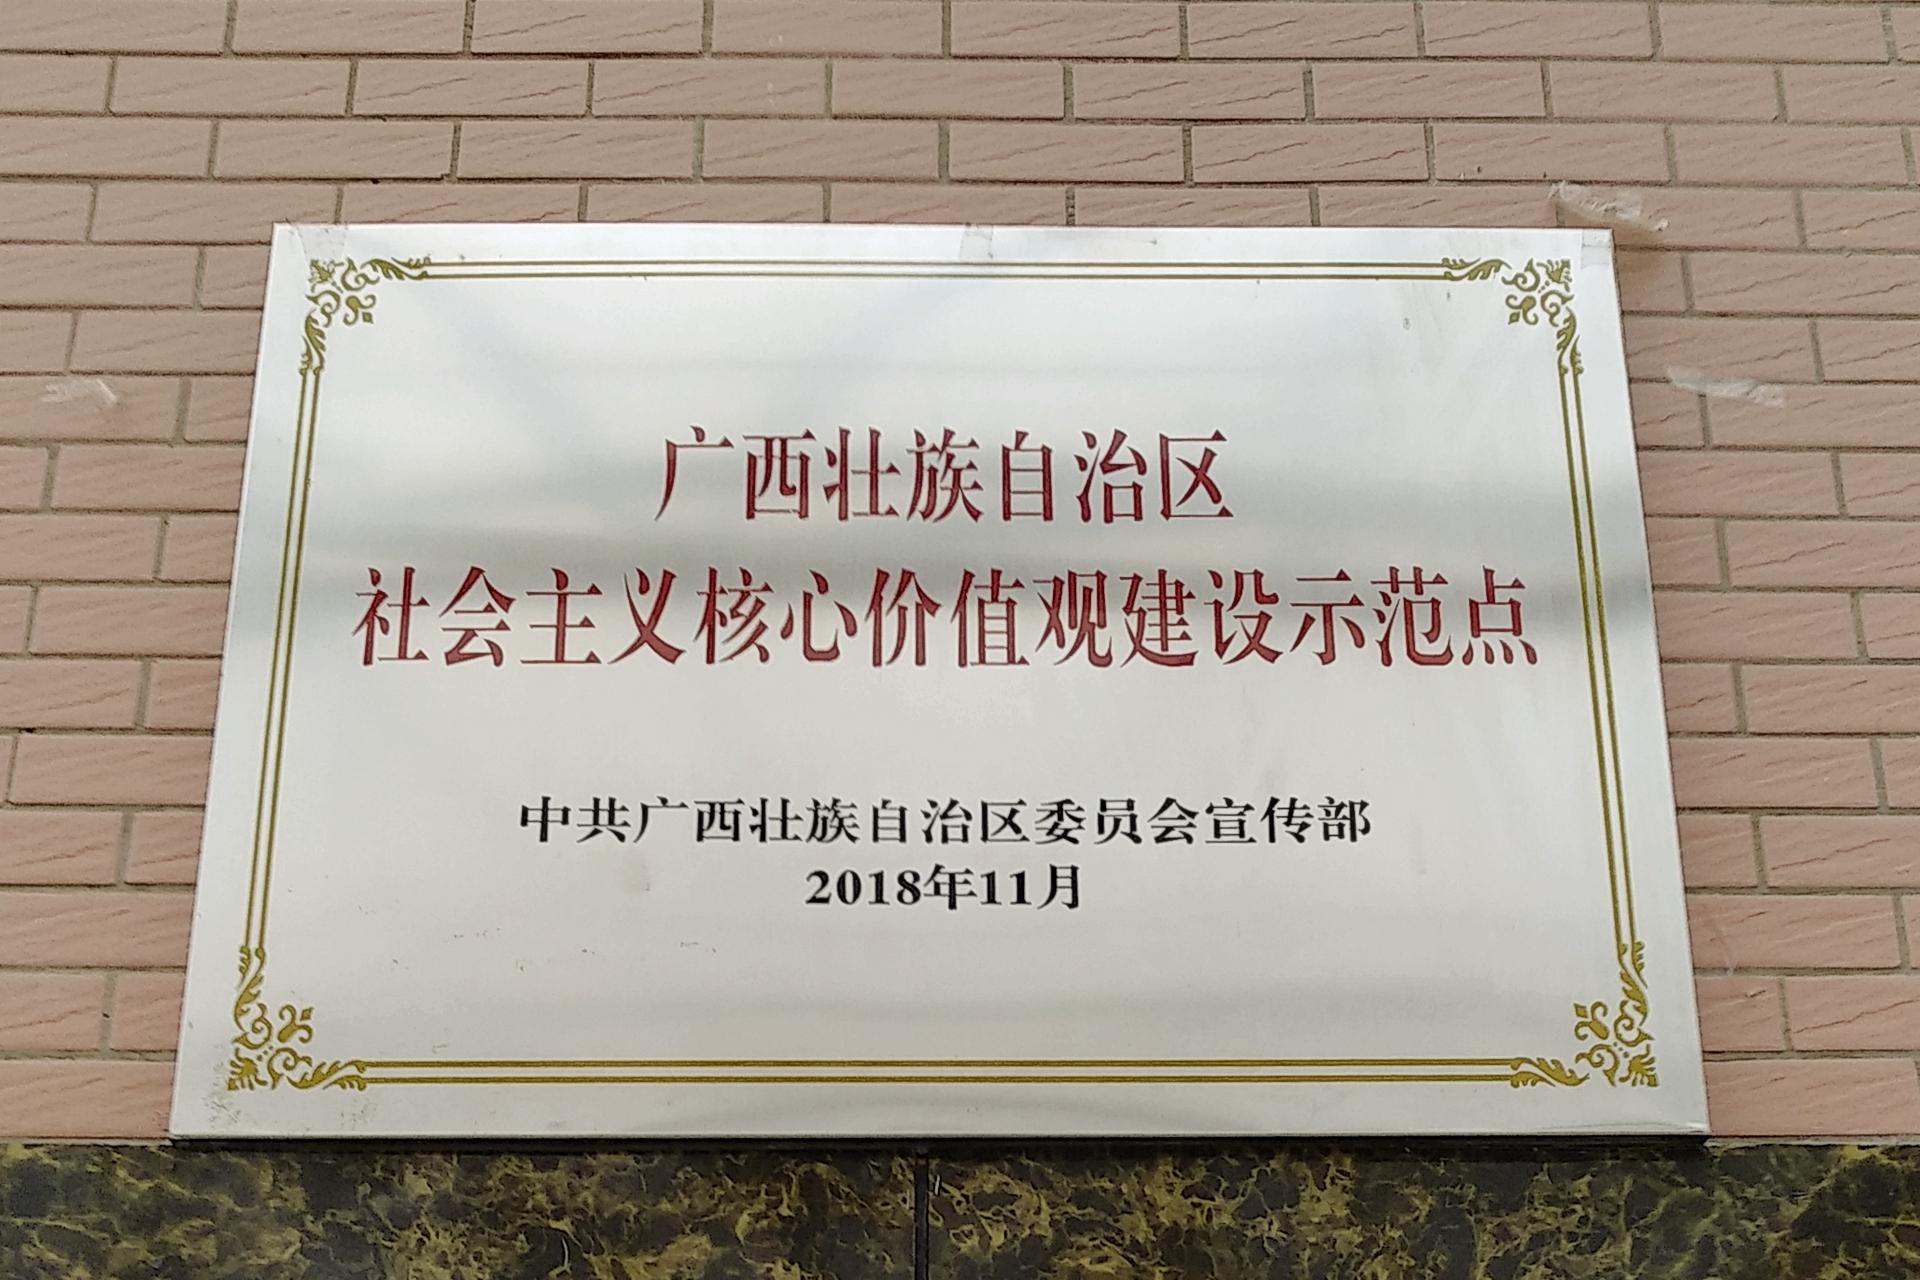 广西壮族自治区
社会主义核心价值观建设示范点
中共广西壮族自治区委员会宣传部
2018年11月